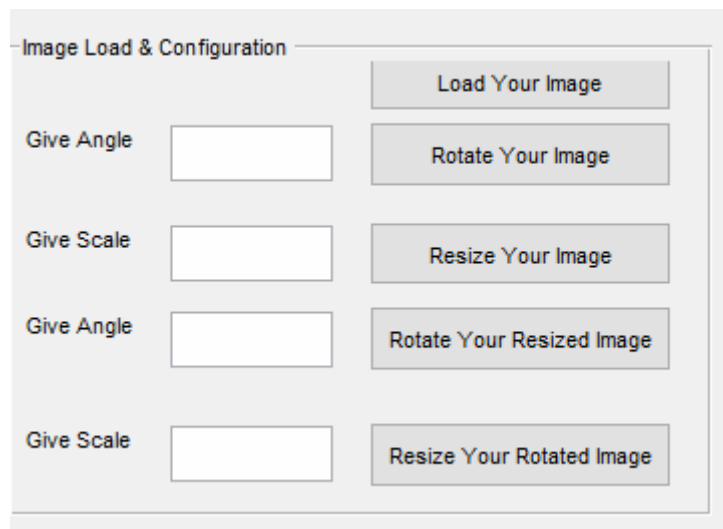 Image Load & Configuration
Load Your Image
Give Angle
Rotate Your Image
Give Scale
Resize Your Image
Give Angle
Rotate Your Resized Image
Give Scale
Resize Your Rotated Image